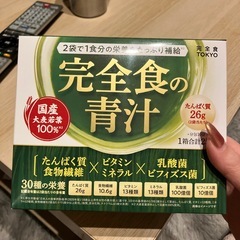 2袋で1食分の栄養をたっぷり補給
完全食
TOKYO
完全食の
青汁
国産
大麦若葉
100%
たんぱく質
26g
1箱合計
たんぱく質
食物繊維
×
ビタミン
ミネラル
×
乳酸菌
ビフィズス菌
30種の栄養
たんぱく質
26g
食物繊維
10.6g
ビタミン
13種類
ミネラル
13種類
乳酸菌
100億個
ビフィズス菌
10億個